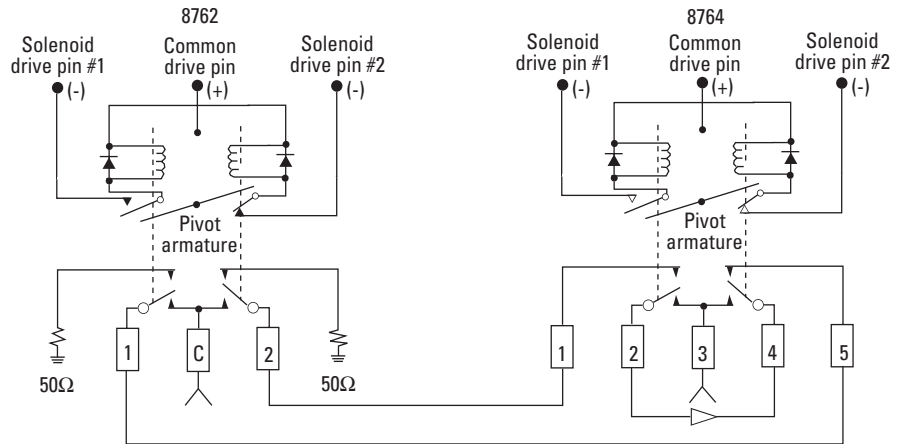 8762
Solenoid
drive pin #1
(-)
Common
drive pin
(+)
Solenoid
drive pin #2
(-)
Pivot
armature
50Ω
1
C
2
50Ω
8764
Solenoid
drive pin #1
(-)
Common
drive pin
(+)
Solenoid
drive pin #2
(-)
Pivot
armature
1
2
3
4
5